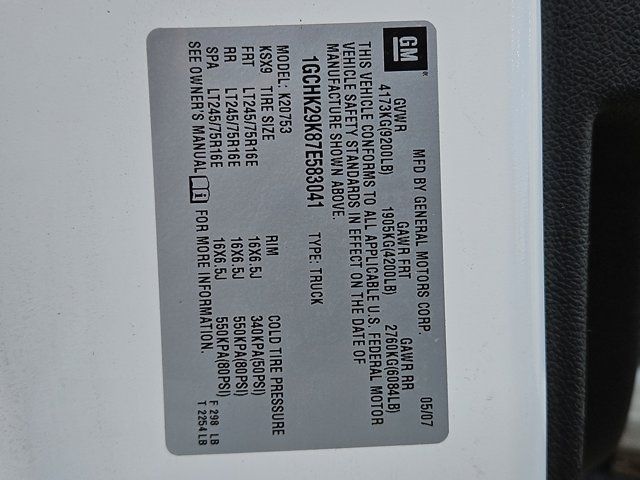 GM
MFD BY GENERAL MOTORS CORP. 05/07
GVWR GAWR FRT GAWR RR
4173KG(9200LB) 1905KG(4200LB) 2760KG(6084LB)
THIS VEHICLE CONFORMS TO ALL APPLICABLE U.S. FEDERAL MOTOR
VEHICLE SAFETY STANDARDS IN EFFECT ON THE DATE OF
MANUFACTURE SHOWN ABOVE.
1GCHK29K87E583041 TYPE: TRUCK
MODEL: K20753
KSX9 TIRE SIZE RIM COLD TIRE PRESSURE
FRT LT245/75R16E 16X6.5J 340KPA(50PSI)
RR LT245/75R16E 16X6.5J 550KPA(80PSI)
SPA LT245/75R16E 16X6.5J 550KPA(80PSI)
SEE OWNER'S MANUAL FOR MORE INFORMATION.
F 298 LB
T 2254 LB